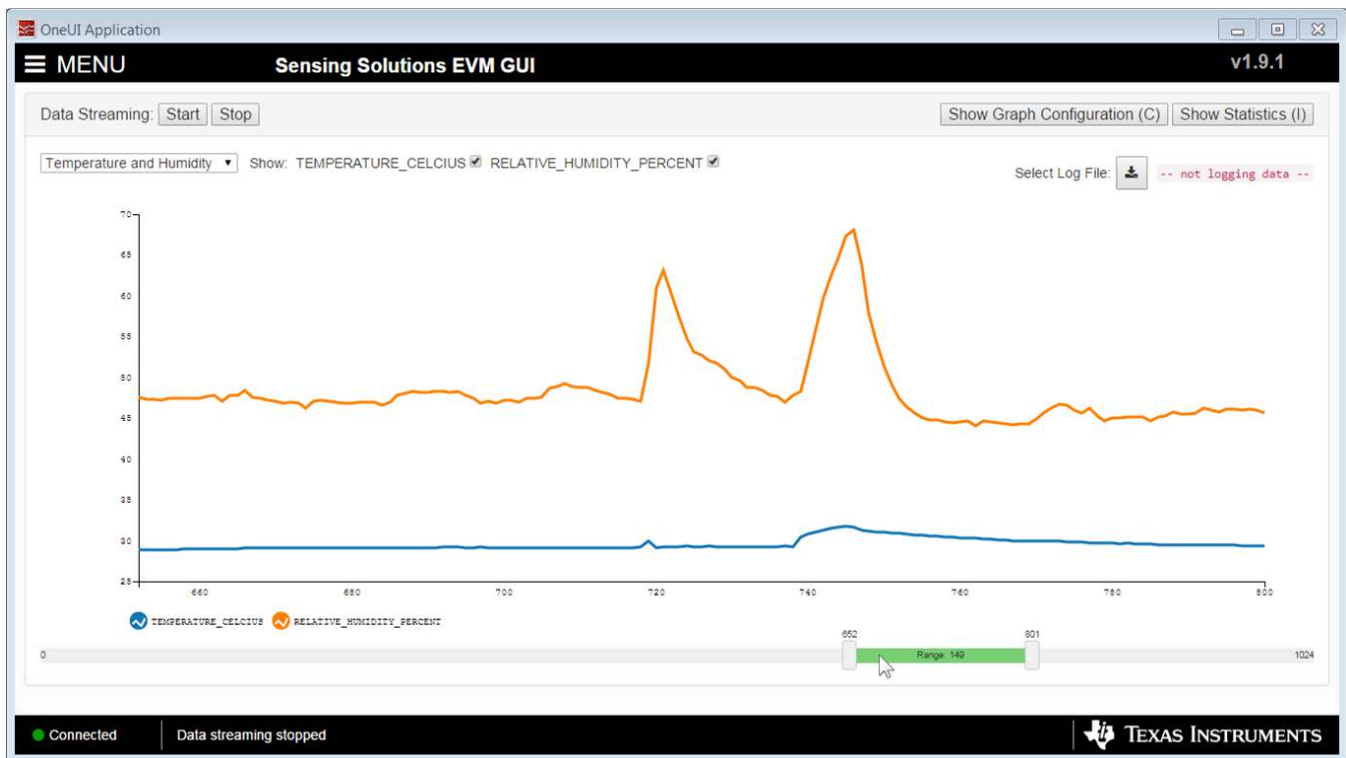 OneUI Application
MENU Sensing Solutions EVM GUI v1.9.1
Data Streaming: Start Stop Show Graph Configuration (C) Show Statistics (I)
Temperature and Humidity Show: TEMPERATURE_CELCIUS RELATIVE_HUMIDITY_PERCENT Select Log File: -- not logging data --
70
65
60
55
50
45
40
35
30
25
660 680 700 720 740 760 780 800
TEMPERATURE_CELCIUS RELATIVE_HUMIDITY_PERCENT
652 801
0 Range: 149 1024
Connected Data streaming stopped TEXAS INSTRUMENTS